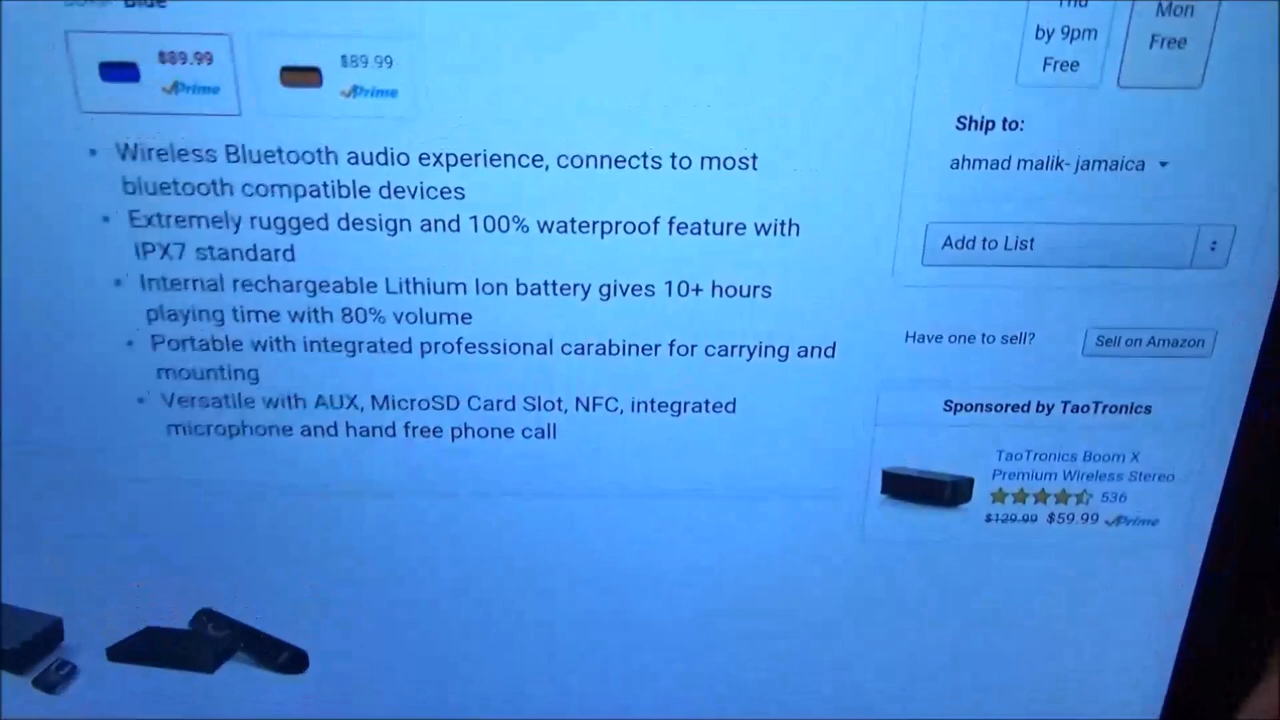 Blue
$89.99
Prime
$89.99
Prime
Wireless Bluetooth audio experience, connects to most
bluetooth compatible devices
Extremely rugged design and 100% waterproof feature with
IPX7 standard
Internal rechargeable Lithium Ion battery gives 10+ hours
playing time with 80% volume
Portable with integrated professional carabiner for carrying and
mounting
Versatile with AUX, MicroSD Card Slot, NFC, integrated
microphone and hand free phone call
Thu
by 9pm
Free
Mon
Free
Ship to:
ahmad malik- jamaica
Add to List
Have one to sell?
Sell on Amazon
Sponsored by TaoTronics
TaoTronics Boom X
Premium Wireless Stereo
536
$129.99 $59.99 Prime